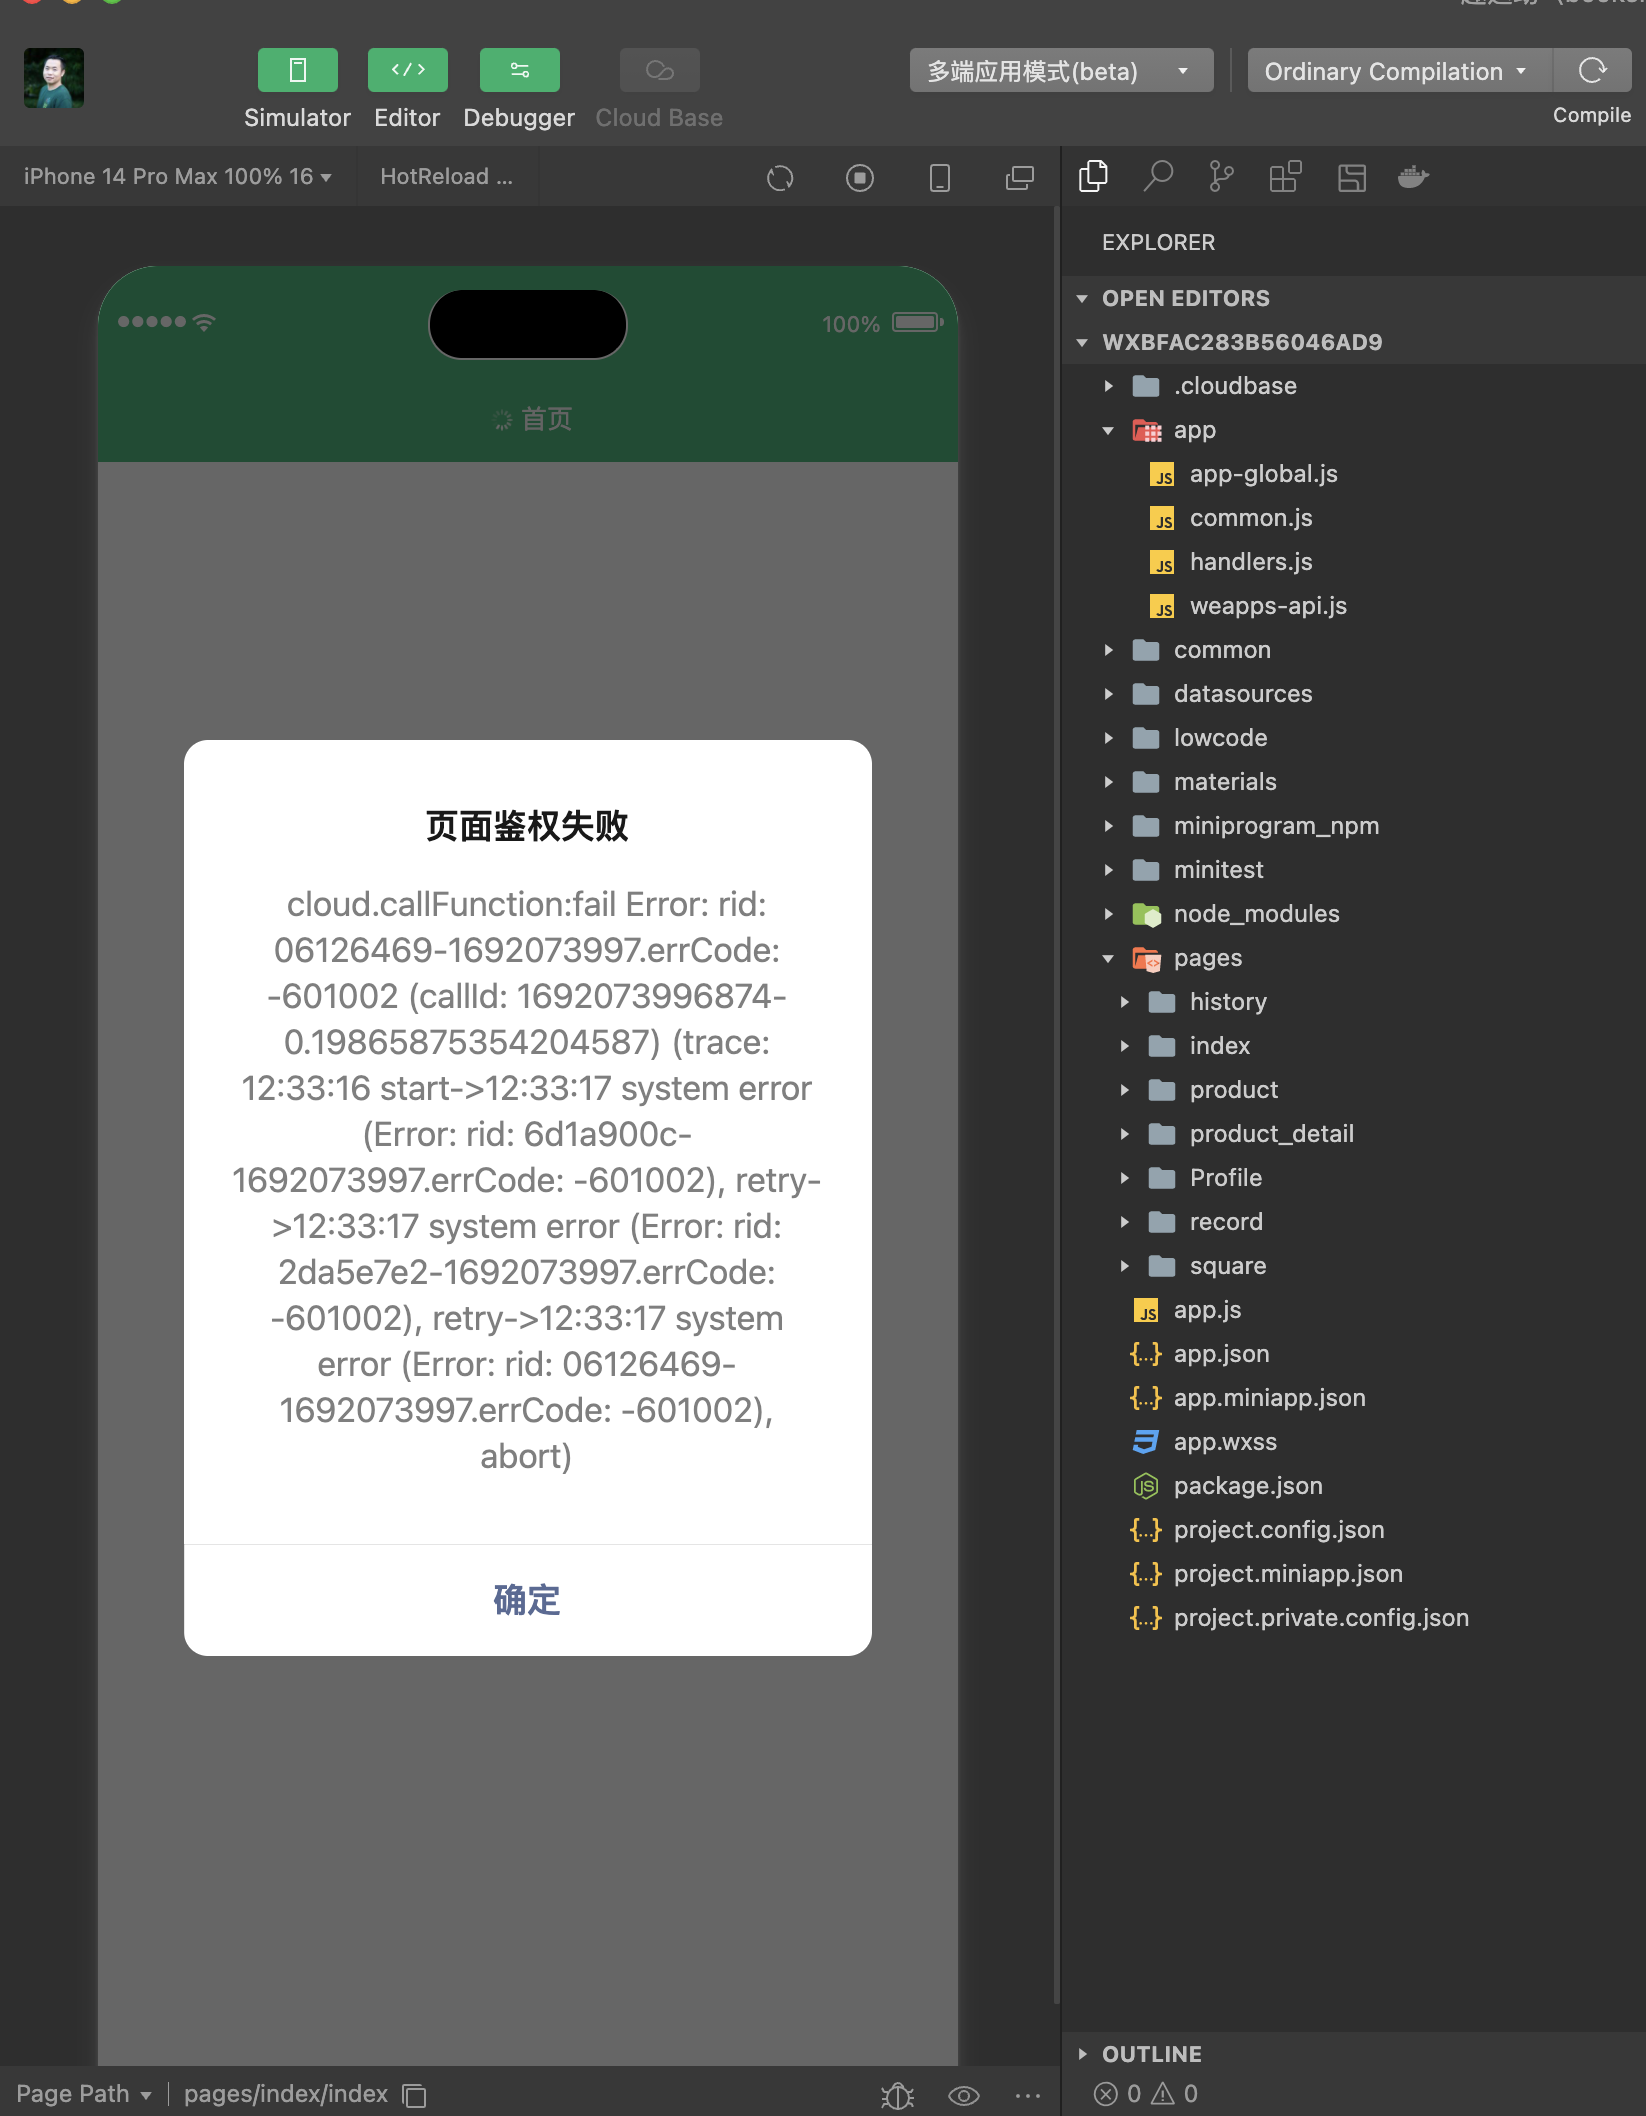 Simulator
Editor
Debugger
Cloud Base
多端应用模式(beta)
Ordinary Compilation
Compile
iPhone 14 Pro Max 100% 16
HotReload ...
EXPLORER
OPEN EDITORS
WXBFAC283B56046AD9
.cloudbase
app
JS app-global.js
JS common.js
JS handlers.js
JS weapps-api.js
common
datasources
lowcode
materials
miniprogram_npm
minitest
node_modules
pages
history
index
product
product_detail
Profile
record
square
JS app.js
{...} app.json
{...} app.miniapp.json
app.wxss
JS package.json
{...} project.config.json
{...} project.miniapp.json
{...} project.private.config.json
OUTLINE
0 0
100%
首页
页面鉴权失败
cloud.callFunction:fail Error: rid:
06126469-1692073997.errCode:
-601002 (callId: 1692073996874-
0.19865875354204587) (trace:
12:33:16 start->12:33:17 system error
(Error: rid: 6d1a900c-
1692073997.errCode: -601002), retry-
>12:33:17 system error (Error: rid:
2da5e7e2-1692073997.errCode:
-601002), retry->12:33:17 system
error (Error: rid: 06126469-
1692073997.errCode: -601002),
abort)
确定
Page Path
pages/index/index